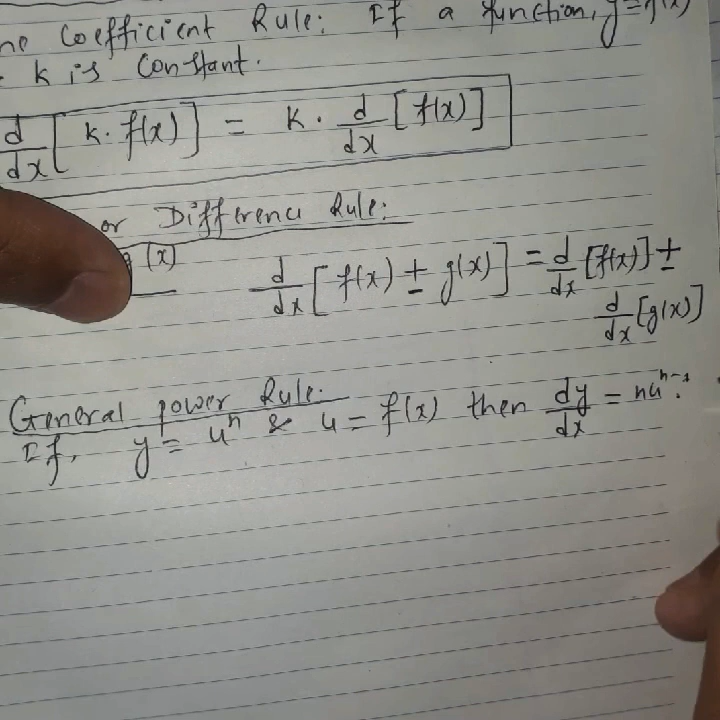 Coefficient Rule: If a function, y = f(x)
K is constant.
d/dx [K. f(x)] = K. d/dx [f(x)]
or Difference Rule:
(x)
d/dx [f(x) ± g(x)] = d/dx [f(x)] ±
d/dx [g(x)]
General power Rule:
If, y = u^n & u = f(x) then dy/dx = nu^n-1.